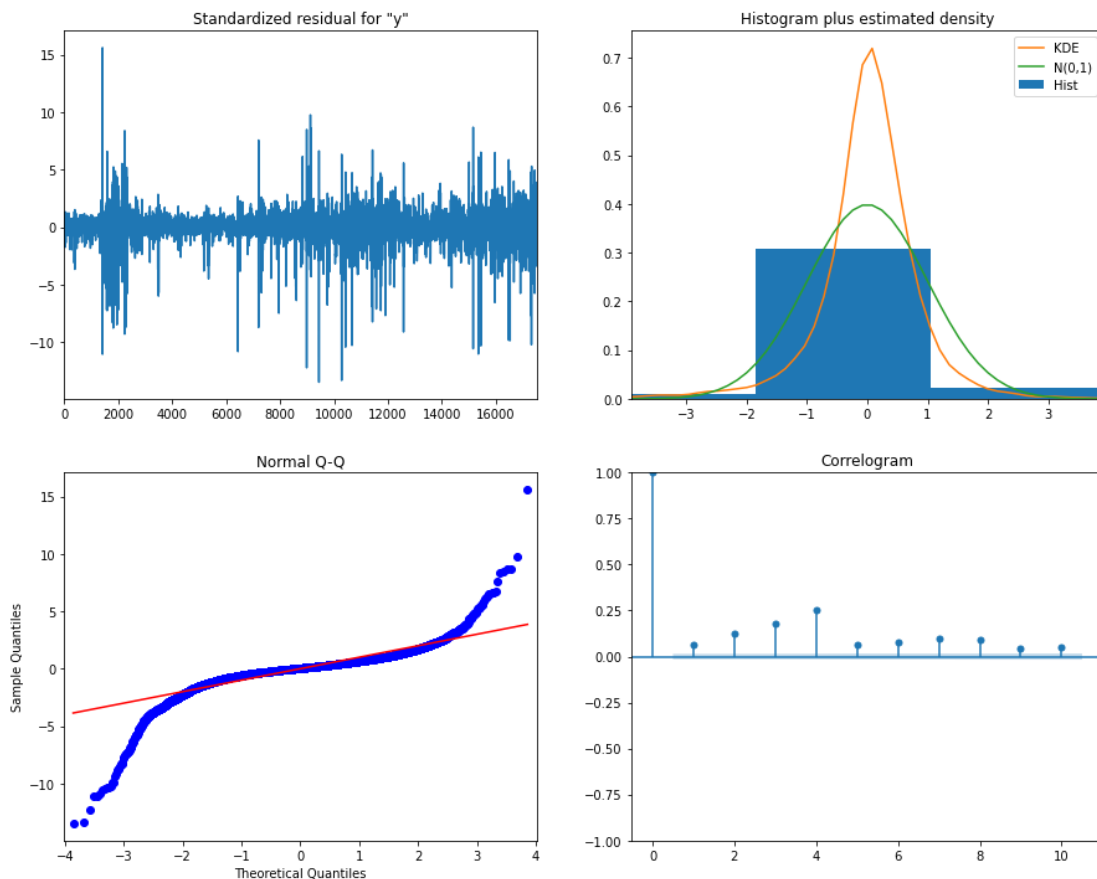 Standardized residual for "y"
15
10
5
0
−5
−10
0 2000 4000 6000 8000 10000 12000 14000 16000
Histogram plus estimated density
KDE
N(0,1)
Hist
0.7
0.6
0.5
0.4
0.3
0.2
0.1
0.0
−3 −2 −1 0 1 2 3
Normal Q-Q
Sample Quantiles
15
10
5
0
−5
−10
−4 −3 −2 −1 0 1 2 3 4
Theoretical Quantiles
Correlogram
1.00
0.75
0.50
0.25
0.00
−0.25
−0.50
−0.75
−1.00
0 2 4 6 8 10